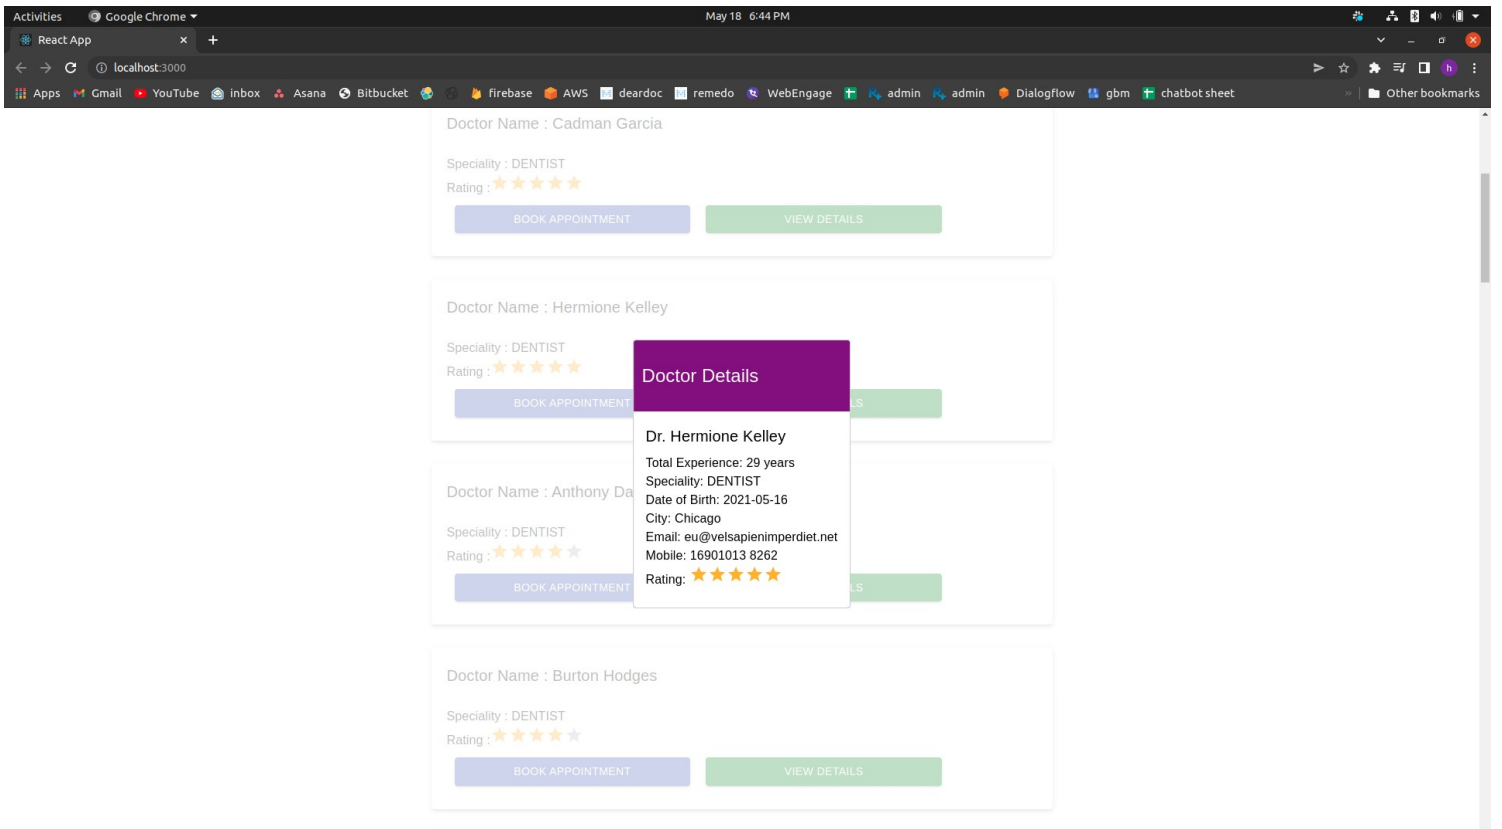 Activities Google Chrome May 18 6:44 PM
React App
localhost:3000 h
Apps Gmail YouTube inbox Asana Bitbucket firebase AWS deardoc remedo WebEngage admin admin Dialogflow gbm chatbot sheet Other bookmarks
Doctor Name : Cadman Garcia
Speciality : DENTIST
Rating :
BOOK APPOINTMENT VIEW DETAILS
Doctor Name : Hermione Kelley
Speciality : DENTIST
Rating :
BOOK APPOINTMENT LS
Doctor Details
Dr. Hermione Kelley
Total Experience: 29 years
Speciality: DENTIST
Date of Birth: 2021-05-16
City: Chicago
Email: eu@velsapienimperdiet.net
Mobile: 16901013 8262
Rating:
Doctor Name : Anthony Da
Speciality : DENTIST
Rating :
BOOK APPOINTMENT LS
Doctor Name : Burton Hodges
Speciality : DENTIST
Rating :
BOOK APPOINTMENT VIEW DETAILS